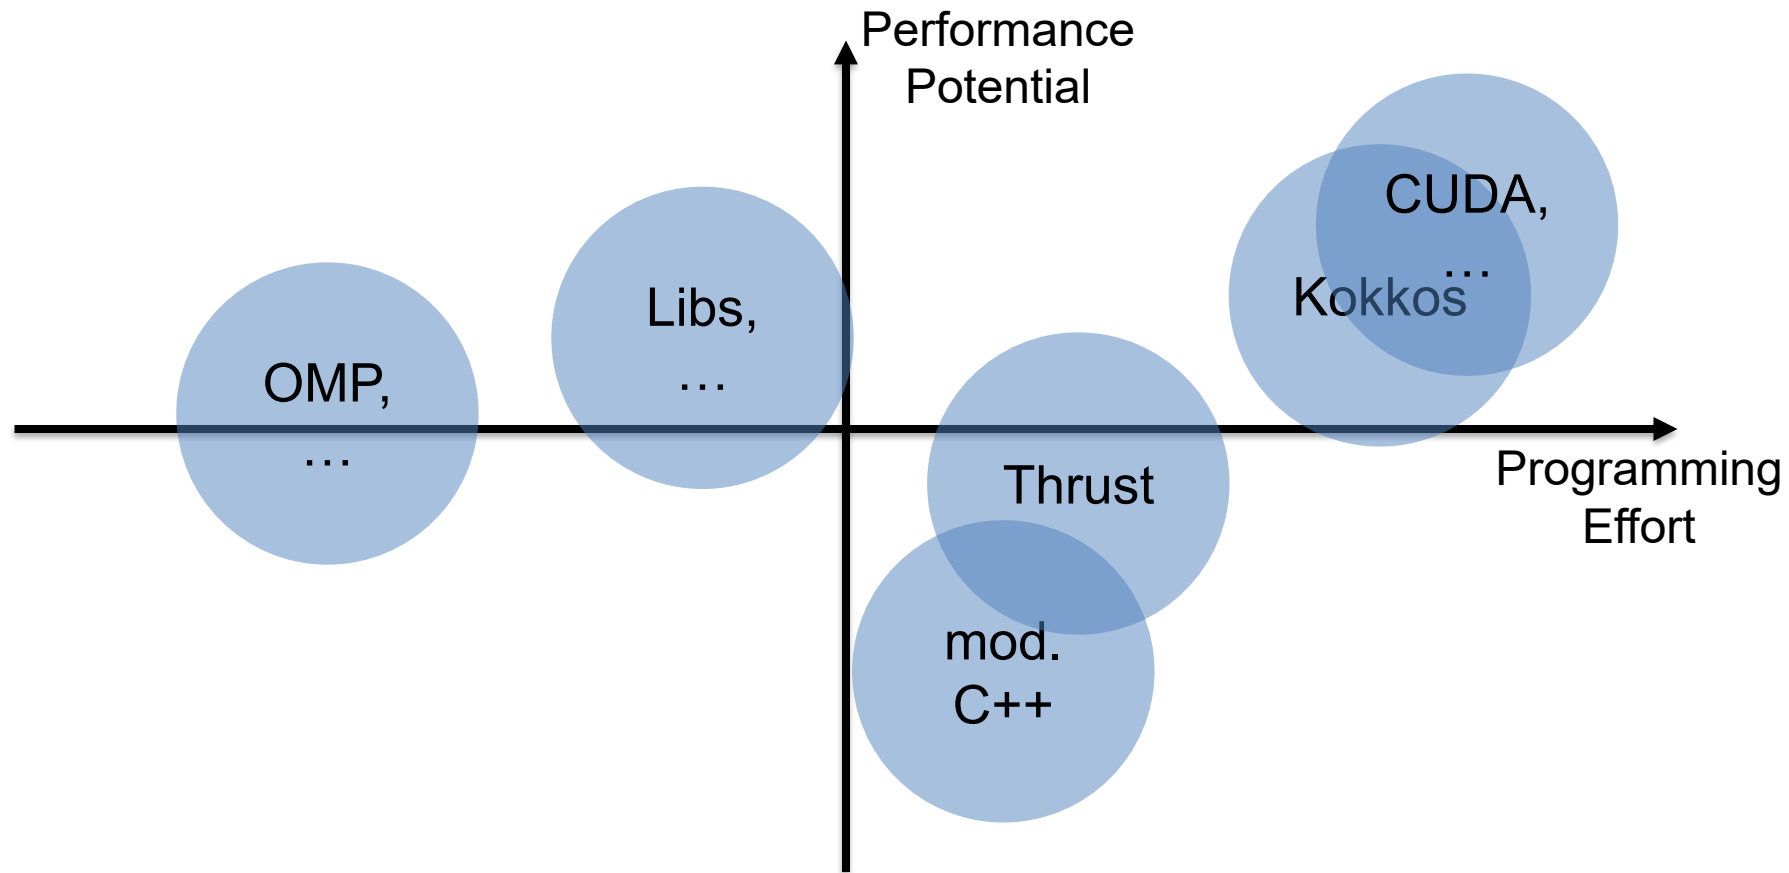 Performance
Potential
CUDA,
…
Kokkos
Libs,
…
OMP,
…
Programming
Effort
Thrust
mod.
C++